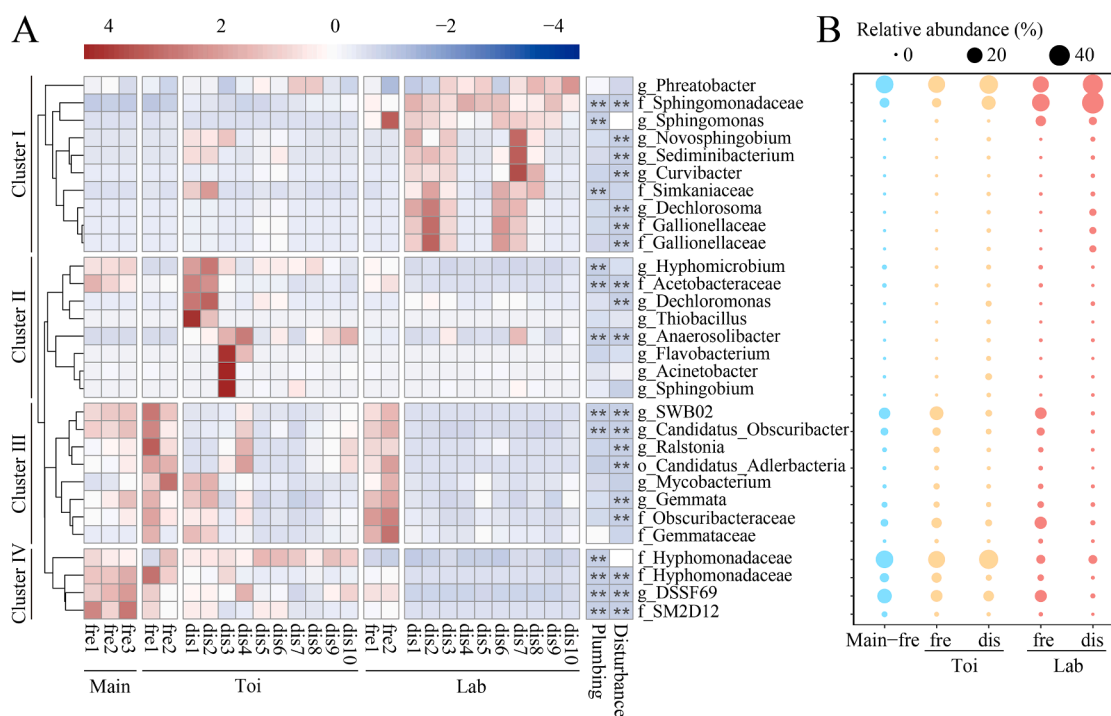 A
4 2 0 −2 −4
B
Relative abundance (%)
0 20 40
Cluster I
g_Phreatobacter
** ** f_Sphingomonadaceae
** g_Sphingomonas
** g_Novosphingobium
** g_Sediminibacterium
** g_Curvibacter
** f_Simkaniaceae
** g_Dechlorosoma
** f_Gallionellaceae
** f_Gallionellaceae
Cluster II
** g_Hyphomicrobium
** ** f_Acetobacteraceae
** g_Dechloromonas
g_Thiobacillus
** ** g_Anaerosolibacter
g_Flavobacterium
g_Acinetobacter
g_Sphingobium
Cluster III
** ** g_SWB02
** ** g_Candidatus_Obscuribacter
** g_Ralstonia
** o_Candidatus_Adlerbacteria
g_Mycobacterium
** g_Gemmata
** f_Obscuribacteraceae
f_Gemmataceae
Cluster IV
** f_Hyphomonadaceae
** ** f_Hyphomonadaceae
** ** g_DSSF69
** ** f_SM2D12
fre1 fre2 fre3 fre1 fre2 dis1 dis2 dis3 dis4 dis5 dis6 dis7 dis8 dis9 dis10 fre1 fre2 dis1 dis2 dis3 dis4 dis5 dis6 dis7 dis8 dis9 dis10 Plumbing Disturbance
Main Toi Lab
Main−fre fre dis fre dis
Toi Lab